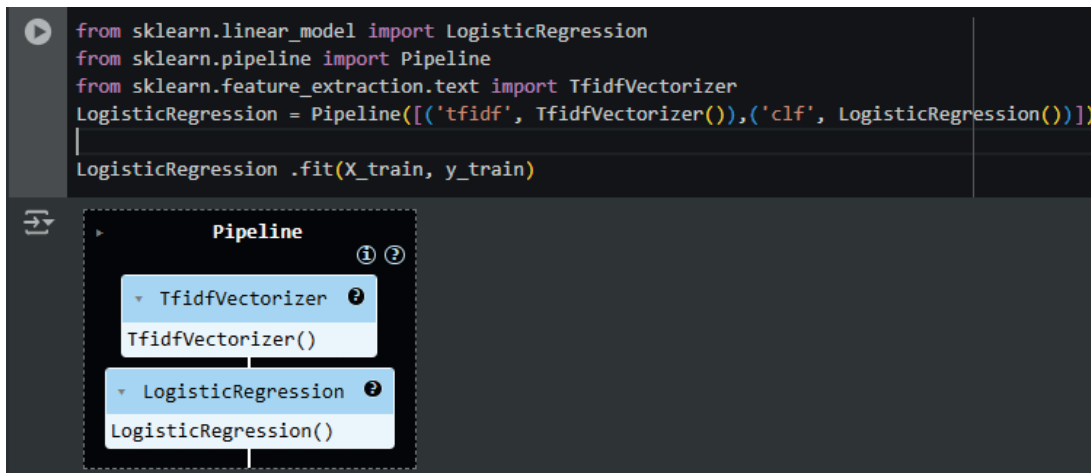 from sklearn.linear_model import LogisticRegression
from sklearn.pipeline import Pipeline
from sklearn.feature_extraction.text import TfidfVectorizer
LogisticRegression = Pipeline([('tfidf', TfidfVectorizer()),('clf', LogisticRegression())])
LogisticRegression .fit(X_train, y_train)
Pipeline
i ?
TfidfVectorizer ?
TfidfVectorizer()
LogisticRegression ?
LogisticRegression()